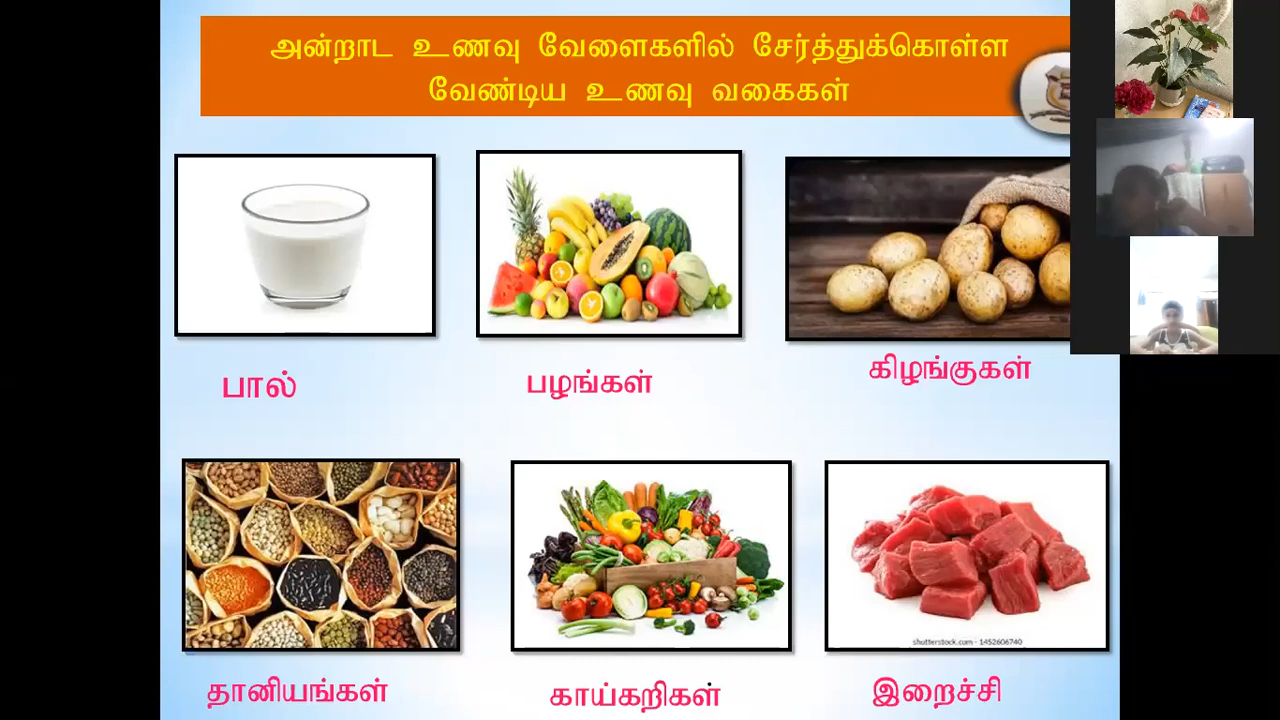 அன்றாட உணவு வேளைகளில் சேர்த்துக்கொள்ள
வேண்டிய உணவு வகைகள்
பால்
பழங்கள்
கிழங்குகள்
shutterstock.com - 1452606740
தானியங்கள்
காய்கறிகள்
இறைச்சி